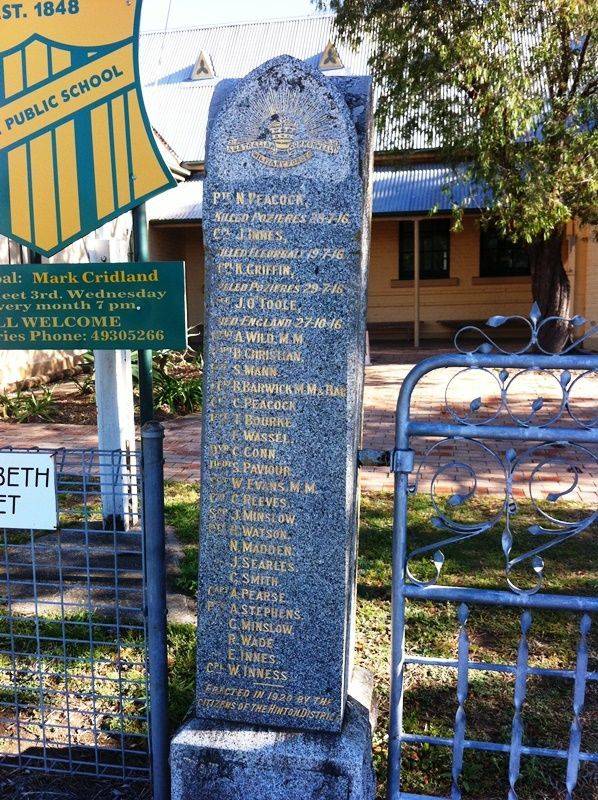 EST. 1848
PUBLIC SCHOOL
pal: Mark Cridland
eet 3rd. Wednesday
very month 7 pm.
LL WELCOME
ries Phone: 49305266
BETH
ET
AUSTRALIAN COMMONWEALTH
MILITARY FORCES
PTE N. PEACOCK,
KILLED POZIERES 28-7-16
J. INNES,
KILLED FLEURBAIX 19-7-16
R. GRIFFIN,
KILLED POZIERES 29-7-16
J. O'TOOLE,
DIED ENGLAND 27-10-16
A. WILD, M.M.
D. CHRISTIAN,
S. MANN,
R. BARWICK M.M. & BAR
C. PEACOCK
T. BOURKE
F. WASSEL,
C. CONN,
S. PAVIOUR
W. EVANS, M.M.
C. REEVES,
J. MINSLOW
H. WATSON,
N. MADDEN
J. SEARLES,
C. SMITH,
CAPT A. PEARSE,
A. STEPHENS,
C. MINSLOW
R. WADE,
E. INNES,
CPL W. INNESS
ERECTED IN 1920 BY THE
CITIZENS OF THE HINTON DISTRICT